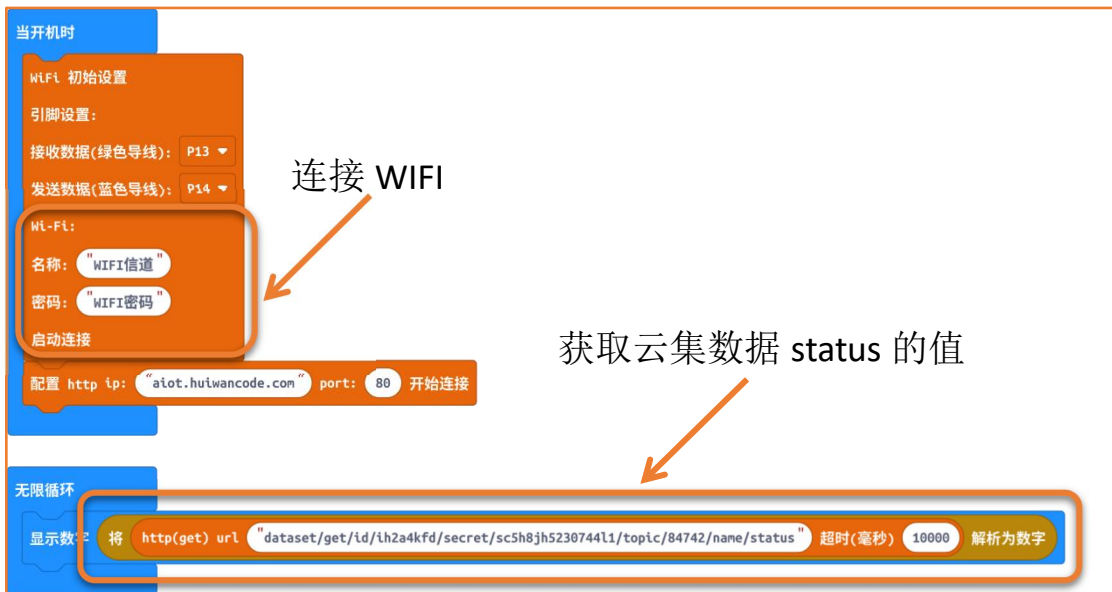 当开机时
WiFi 初始设置
引脚设置:
接收数据(绿色导线): P13
发送数据(蓝色导线): P14
连接 WIFI
Wi-Fi:
名称: "WIFI信道"
密码: "WIFI密码"
启动连接
获取云集数据 status 的值
配置 http ip: "aiot.huiwancode.com" port: 80 开始连接
无限循环
显示数字 将 http(get) url "dataset/get/id/ih2a4kfd/secret/sc5h8jh5230744l1/topic/84742/name/status" 超时(毫秒) 10000 解析为数字